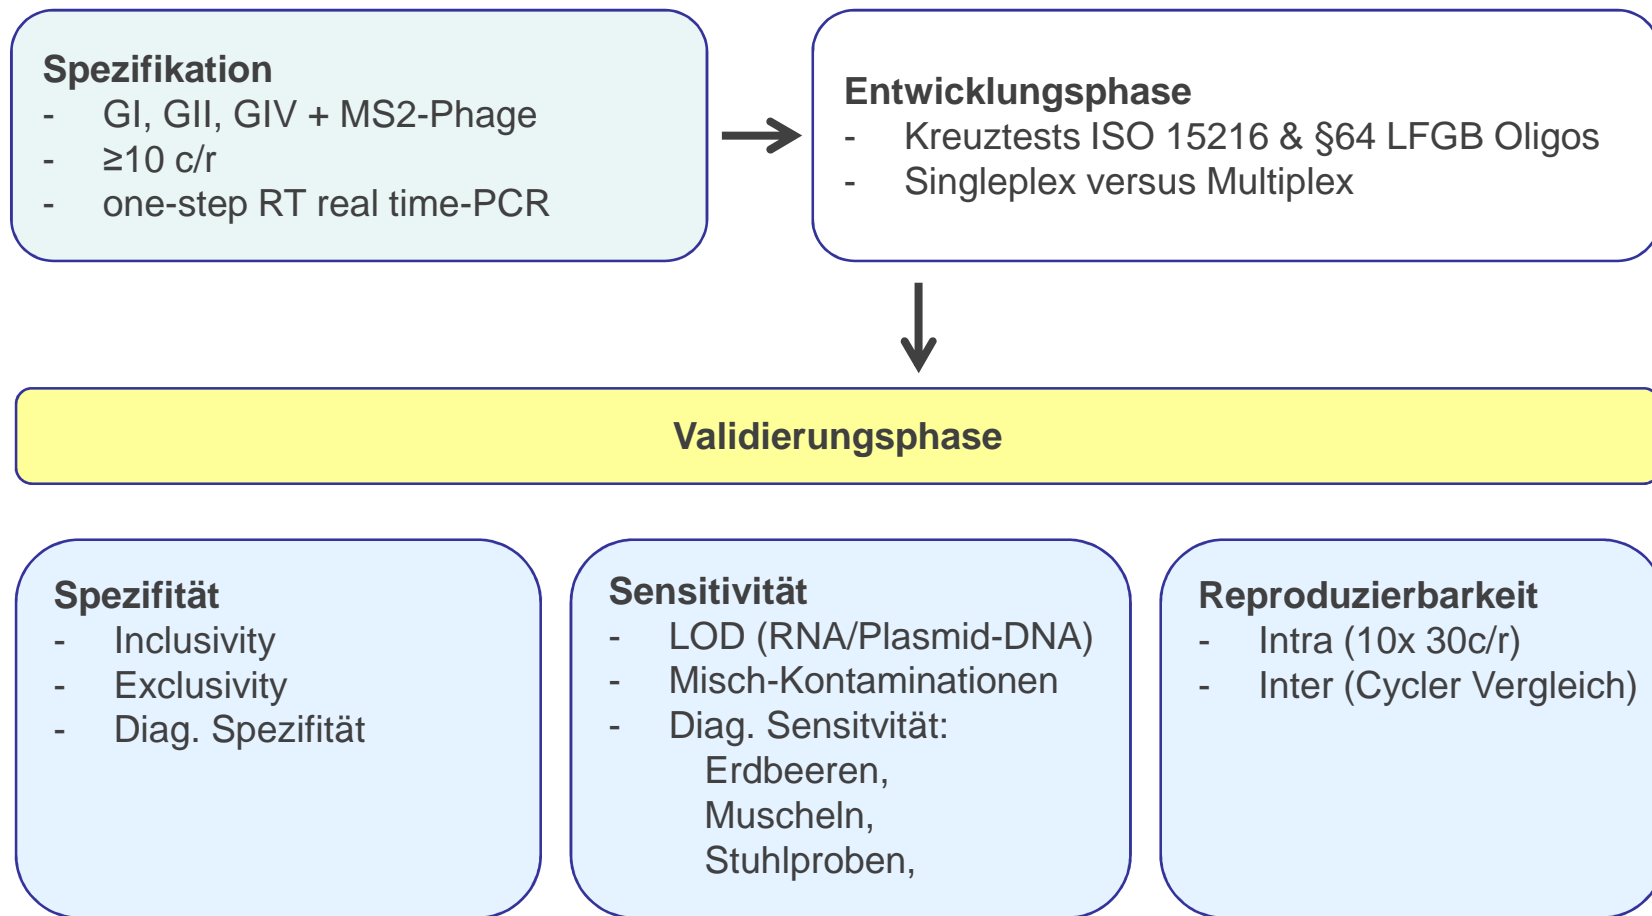 Spezifikation
- GI, GII, GIV + MS2-Phage
- ≥10 c/r
- one-step RT real time-PCR
Entwicklungsphase
- Kreuztests ISO 15216 & §64 LFGB Oligos
- Singleplex versus Multiplex
Validierungsphase
Spezifität
- Inclusivity
- Exclusivity
- Diag. Spezifität
Sensitivität
- LOD (RNA/Plasmid-DNA)
- Misch-Kontaminationen
- Diag. Sensitvität:
Erdbeeren,
Muscheln,
Stuhlproben,
Reproduzierbarkeit
- Intra (10x 30c/r)
- Inter (Cycler Vergleich)